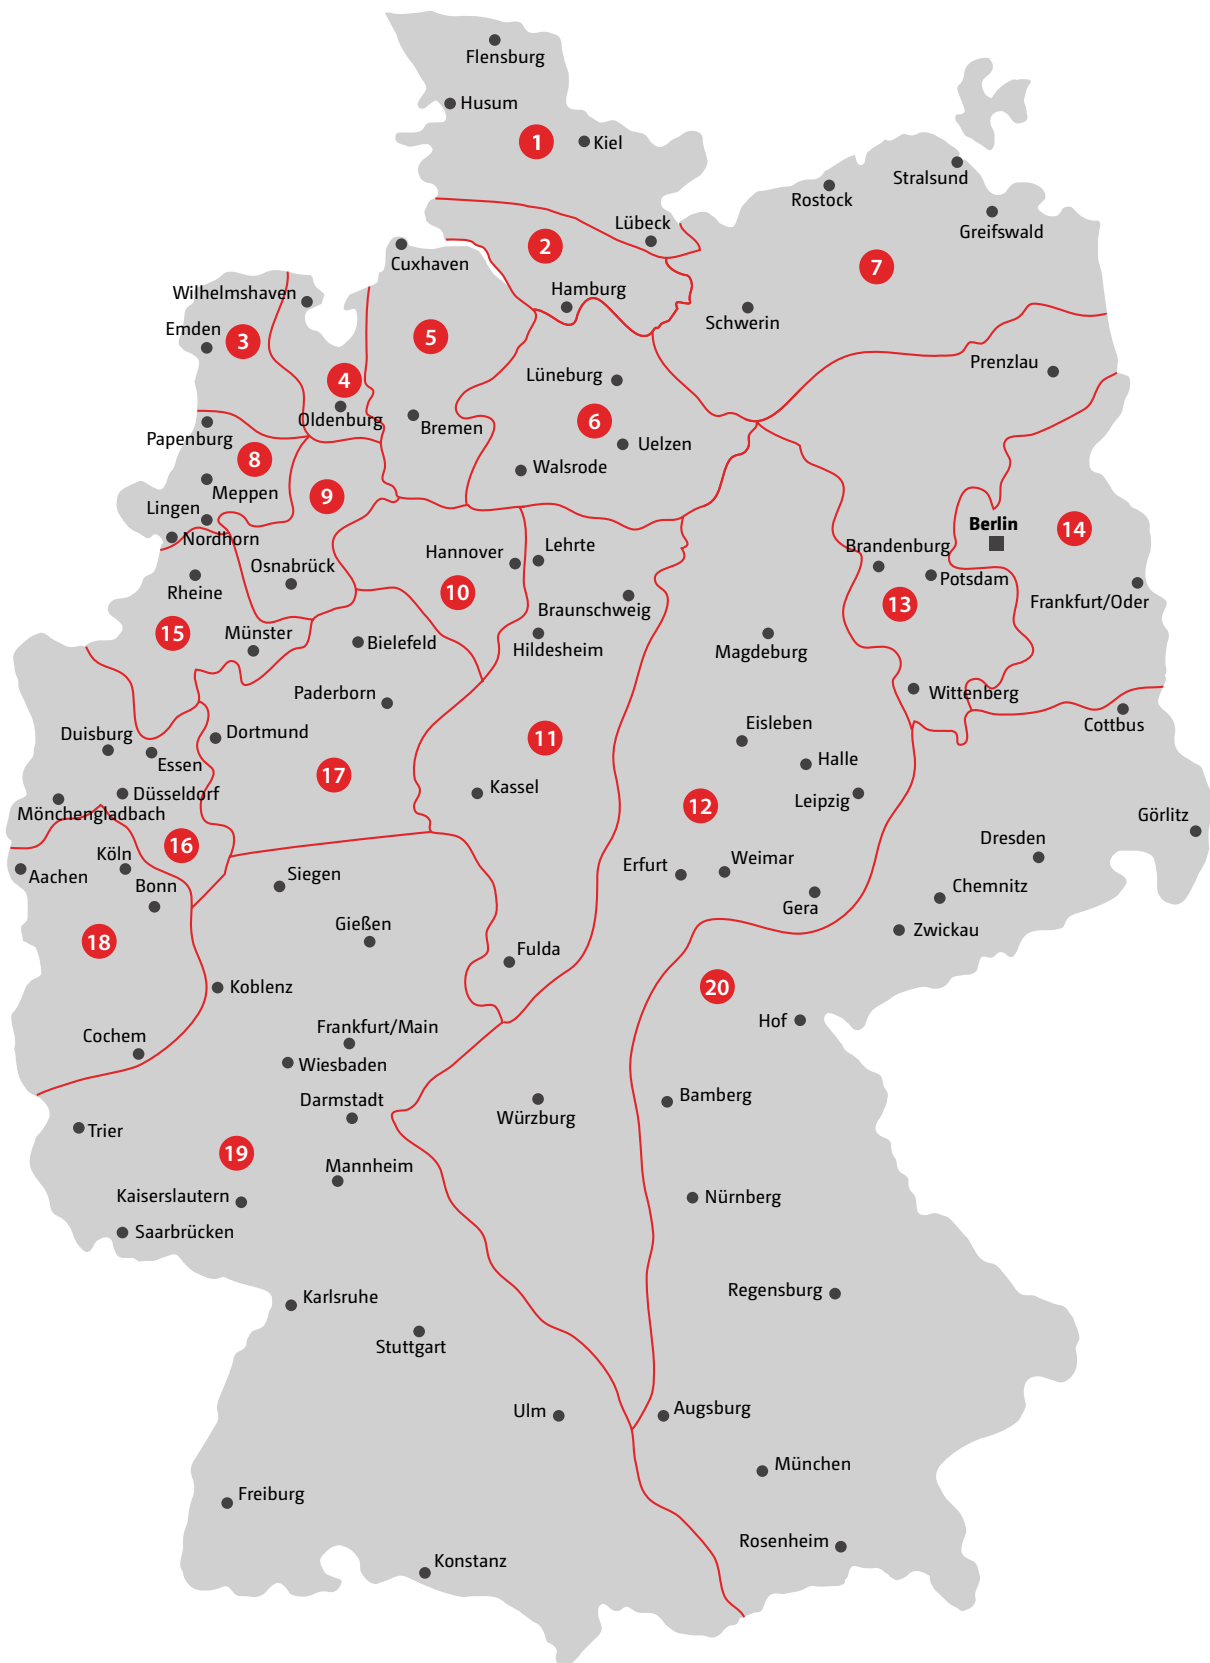 Flensburg
Husum
1
Kiel
Stralsund
Rostock
Lübeck
Greifswald
2
Cuxhaven
7
Wilhelmshaven
Hamburg
Schwerin
Emden
3
5
Prenzlau
4
Lüneburg
Oldenburg
Bremen
6
Papenburg
Uelzen
8
Walsrode
Meppen
9
Lingen
Berlin
14
Nordhorn
Hannover
Lehrte
Brandenburg
Osnabrück
Potsdam
Rheine
10
Braunschweig
13
Frankfurt/Oder
15
Münster
Bielefeld
Hildesheim
Magdeburg
Paderborn
Wittenberg
Duisburg
Dortmund
11
Eisleben
Cottbus
Essen
17
Halle
Düsseldorf
Kassel
12
Leipzig
Mönchengladbach
Görlitz
16
Köln
Dresden
Aachen
Bonn
Siegen
Erfurt
Weimar
Chemnitz
Gera
Gießen
Zwickau
18
Fulda
Koblenz
20
Hof
Frankfurt/Main
Cochem
Wiesbaden
Darmstadt
Würzburg
Bamberg
Trier
19
Mannheim
Kaiserslautern
Nürnberg
Saarbrücken
Karlsruhe
Regensburg
Stuttgart
Ulm
Augsburg
München
Freiburg
Rosenheim
Konstanz